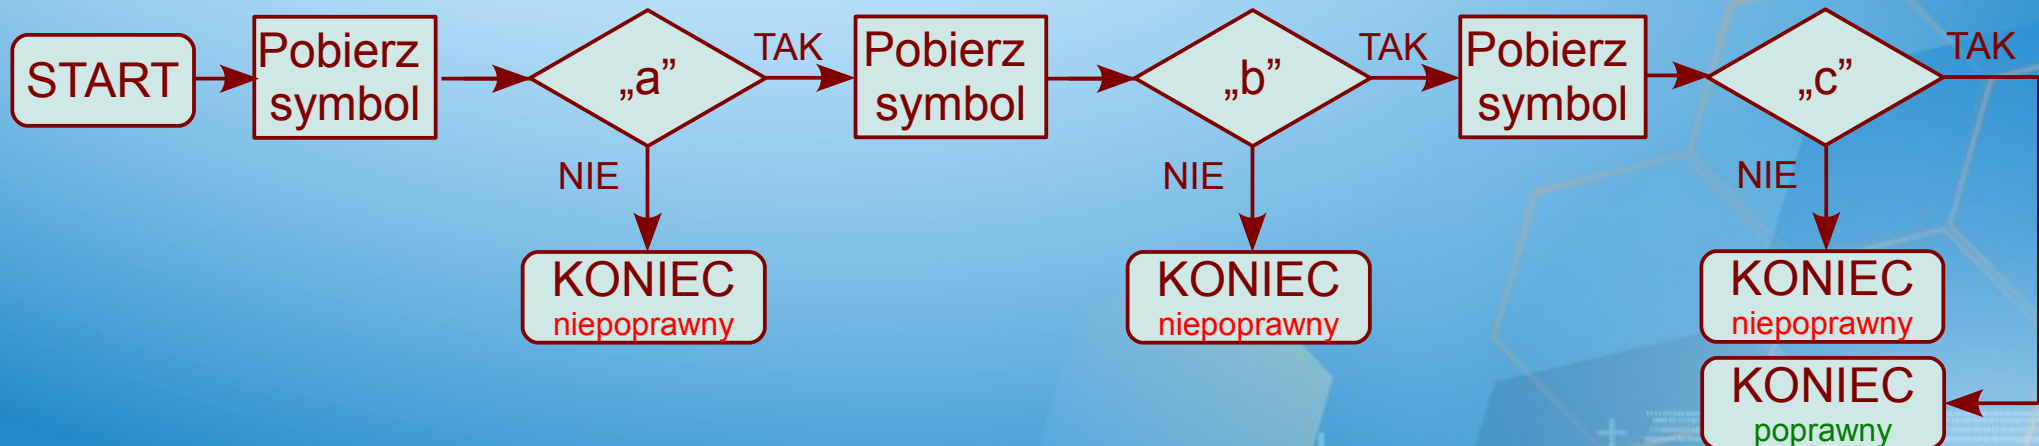 START
Pobierz
symbol
„a”
TAK
NIE
KONIEC
niepoprawny
Pobierz
symbol
„b”
TAK
NIE
KONIEC
niepoprawny
Pobierz
symbol
„c”
TAK
NIE
KONIEC
niepoprawny
KONIEC
poprawny